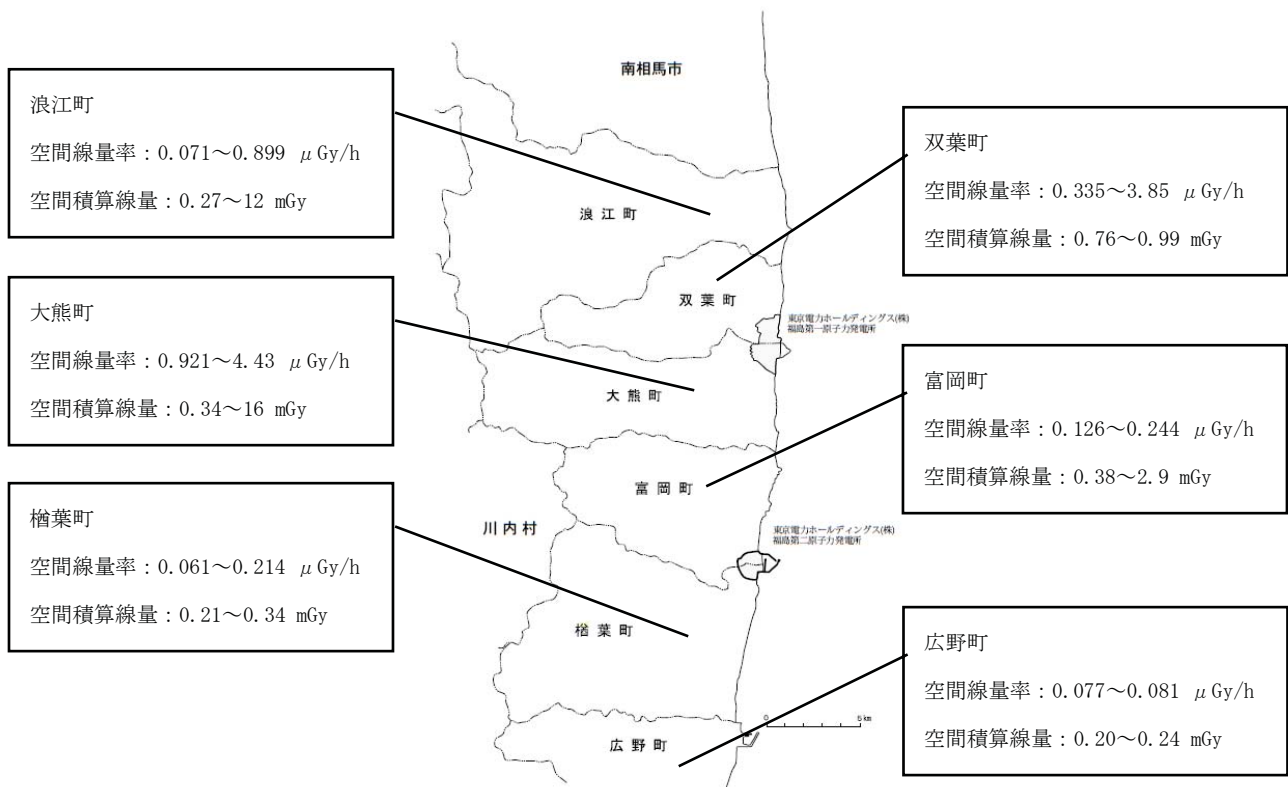 浪江町
空間線量率：0.071～0.899 μGy/h
空間積算線量：0.27～12 mGy
大熊町
空間線量率：0.921～4.43 μGy/h
空間積算線量：0.34～16 mGy
楢葉町
空間線量率：0.061～0.214 μGy/h
空間積算線量：0.21～0.34 mGy
南相馬市
浪江町
双葉町
東京電力ホールディングス(株)
福島第一原子力発電所
大熊町
富岡町
川内村
東京電力ホールディングス(株)
福島第二原子力発電所
楢葉町
0 5km
広野町
双葉町
空間線量率：0.335～3.85 μGy/h
空間積算線量：0.76～0.99 mGy
富岡町
空間線量率：0.126～0.244 μGy/h
空間積算線量：0.38～2.9 mGy
広野町
空間線量率：0.077～0.081 μGy/h
空間積算線量：0.20～0.24 mGy